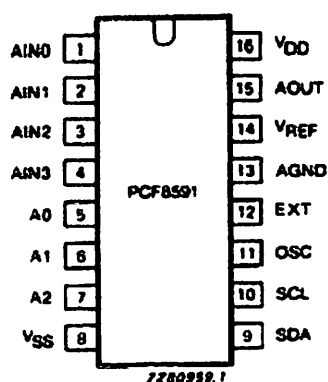 AIN0 1 16 VDD
AIN1 2 15 AOUT
AIN2 3 14 VREF
AIN3 4 13 AGND
PCF8591
A0 5 12 EXT
A1 6 11 OSC
A2 7 10 SCL
VSS 8 9 SDA
7Z80959.1